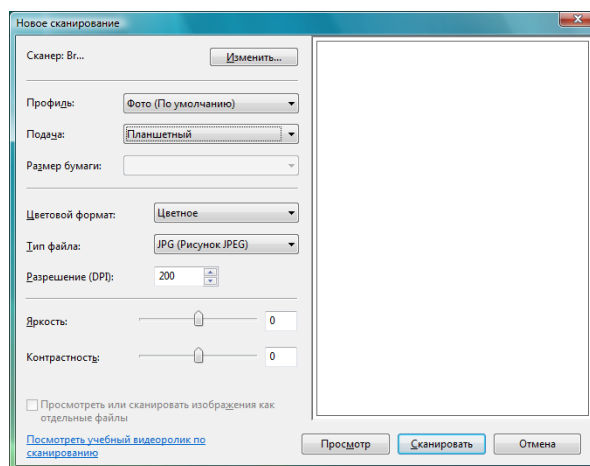 Новое сканирование
Сканер: Br...
Изменить...
Профиль:
Фото (По умолчанию)
Подача:
Планшетный
Размер бумаги:
Цветовой формат:
Цветное
Тип файла:
JPG (Рисунок JPEG)
Разрешение (DPI):
200
Яркость:
0
Контрастность:
0
Просмотреть или сканировать изображения как
отдельные файлы
Посмотреть учебный видеоролик по
сканированию
Просмотр
Сканировать
Отмена